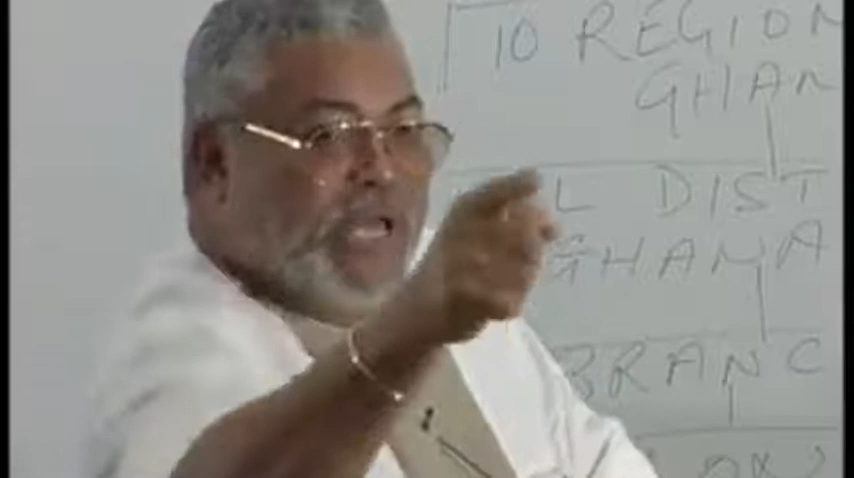 10 REGION
GHAN
L DIST
GHANA
BRANC